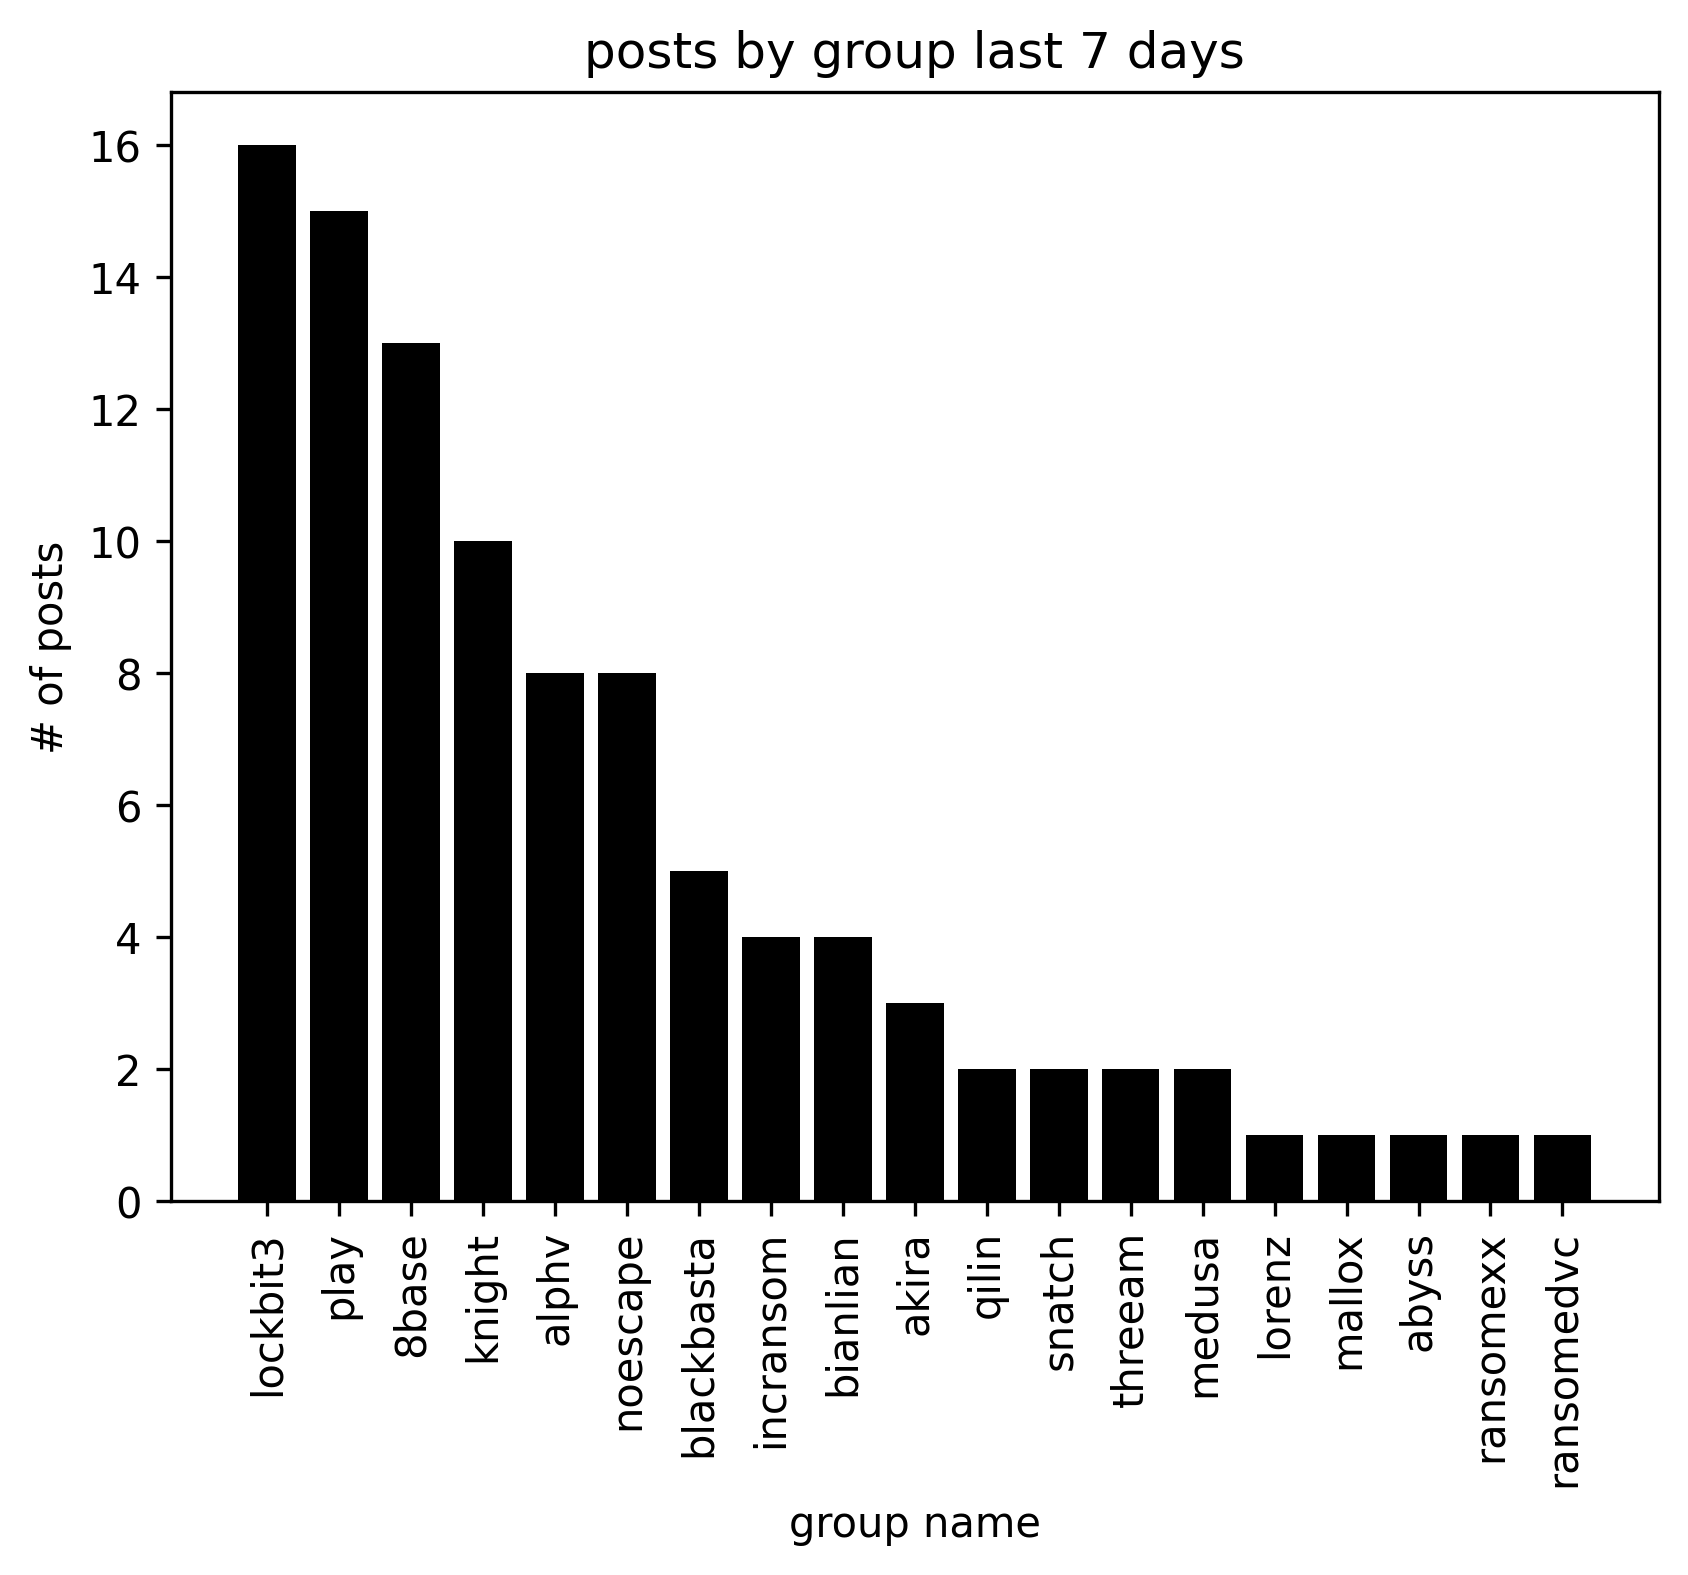 posts by group last 7 days
# of posts
16
14
12
10
8
6
4
2
0
lockbit3
play
8base
knight
alphv
noescape
blackbasta
incransom
bianlian
akira
qilin
snatch
threeam
medusa
lorenz
mallox
abyss
ransomexx
ransomedvc
group name